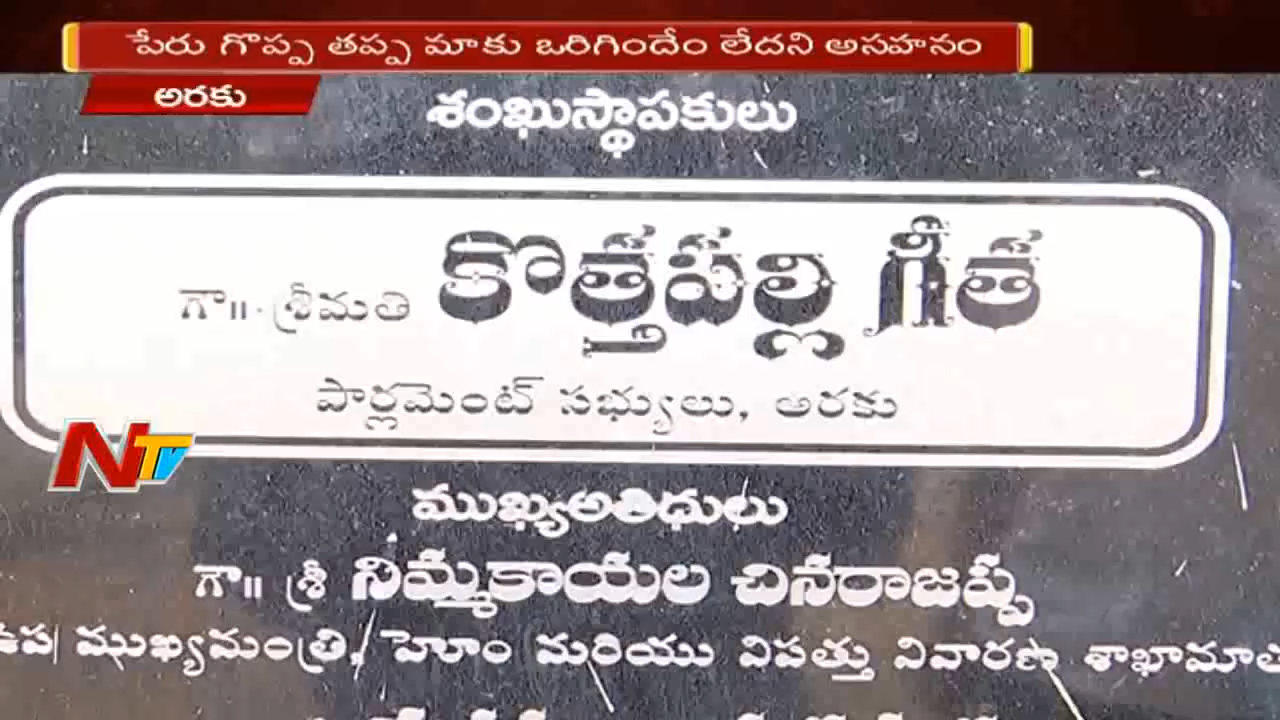 పేరు గొప్ప తప్ప మాకు ఒరిగిందేం లేదని అసహనం
అరకు
శంఖుస్థాపకులు
గౌ॥ శ్రీమతి కొత్తపల్లి గీత
పార్లమెంట్ సభ్యులు, అరకు
NTV
ముఖ్యఅతిధులు
గౌ॥ శ్రీ నిమ్మకాయల చినరాజప్ప
ఉప ముఖ్యమంత్రి, హెూం మరియు విపత్తు నివారణ